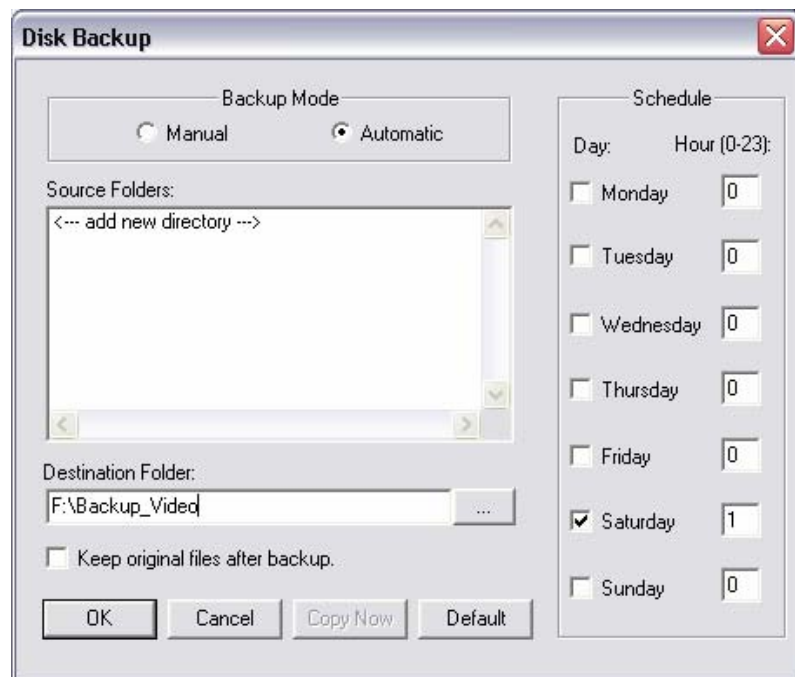 Disk Backup
Backup Mode
Manual
Automatic
Source Folders:
<--- add new directory --->
Destination Folder:
F:\Backup_Video
...
Keep original files after backup.
OK
Cancel
Copy Now
Default
Schedule
Day: Hour (0-23):
Monday 0
Tuesday 0
Wednesday 0
Thursday 0
Friday 0
Saturday 1
Sunday 0